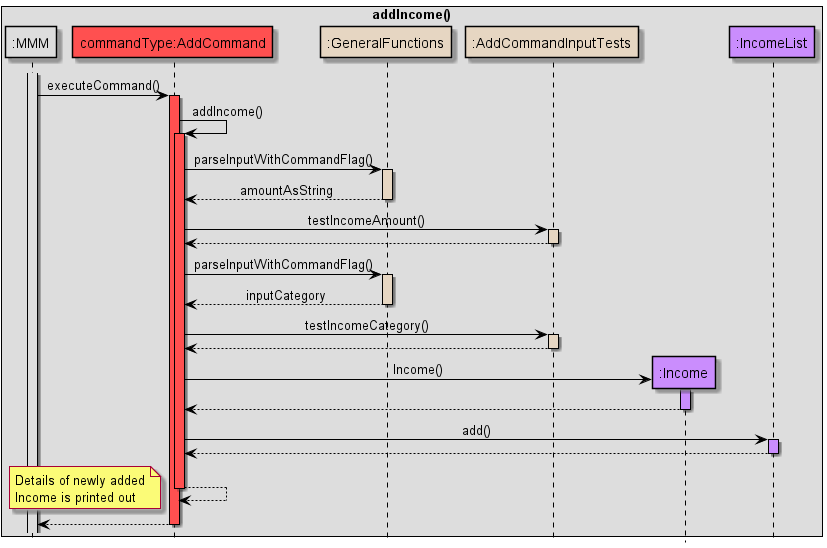 addIncome()
:MMM
commandType:AddCommand
:GeneralFunctions
:AddCommandInputTests
:IncomeList
executeCommand()
addIncome()
parseInputWithCommandFlag()
amountAsString
testIncomeAmount()
parseInputWithCommandFlag()
inputCategory
testIncomeCategory()
Income()
:Income
add()
Details of newly added
Income is printed out